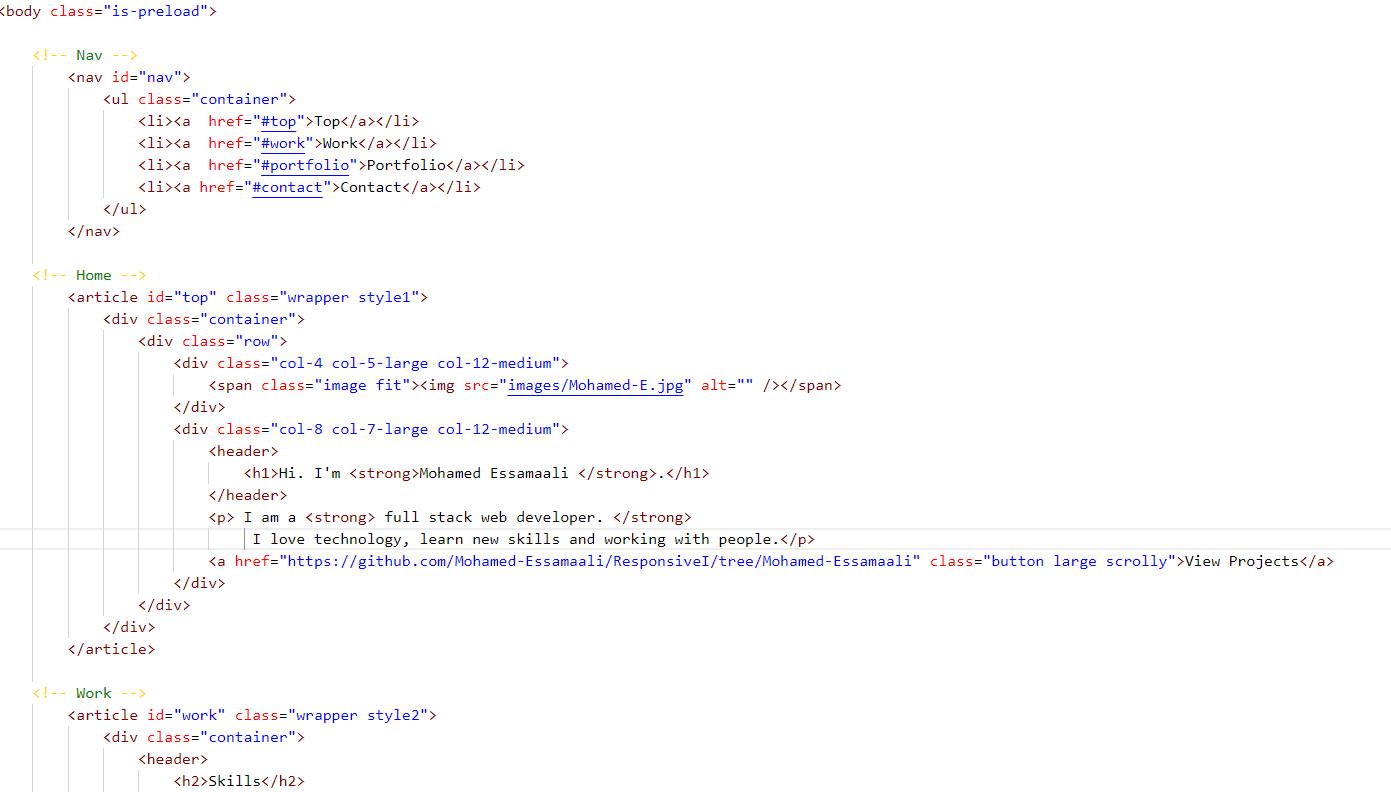 <body class="is-preload">
<!-- Nav -->
<nav id="nav">
<ul class="container">
<li><a  href="#top">Top</a></li>
<li><a  href="#work">Work</a></li>
<li><a  href="#portfolio">Portfolio</a></li>
<li><a href="#contact">Contact</a></li>
</ul>
</nav>
<!-- Home -->
<article id="top" class="wrapper style1">
<div class="container">
<div class="row">
<div class="col-4 col-5-large col-12-medium">
<span class="image fit"><img src="images/Mohamed-E.jpg" alt="" /></span>
</div>
<div class="col-8 col-7-large col-12-medium">
<header>
<h1>Hi. I'm <strong>Mohamed Essamaali </strong>.</h1>
</header>
<p> I am a <strong> full stack web developer. </strong>
I love technology, learn new skills and working with people.</p>
<a href="https://github.com/Mohamed-Essamaali/ResponsiveI/tree/Mohamed-Essamaali" class="button large scrolly">View Projects</a>
</div>
</div>
</div>
</article>
<!-- Work -->
<article id="work" class="wrapper style2">
<div class="container">
<header>
<h2>Skills</h2>